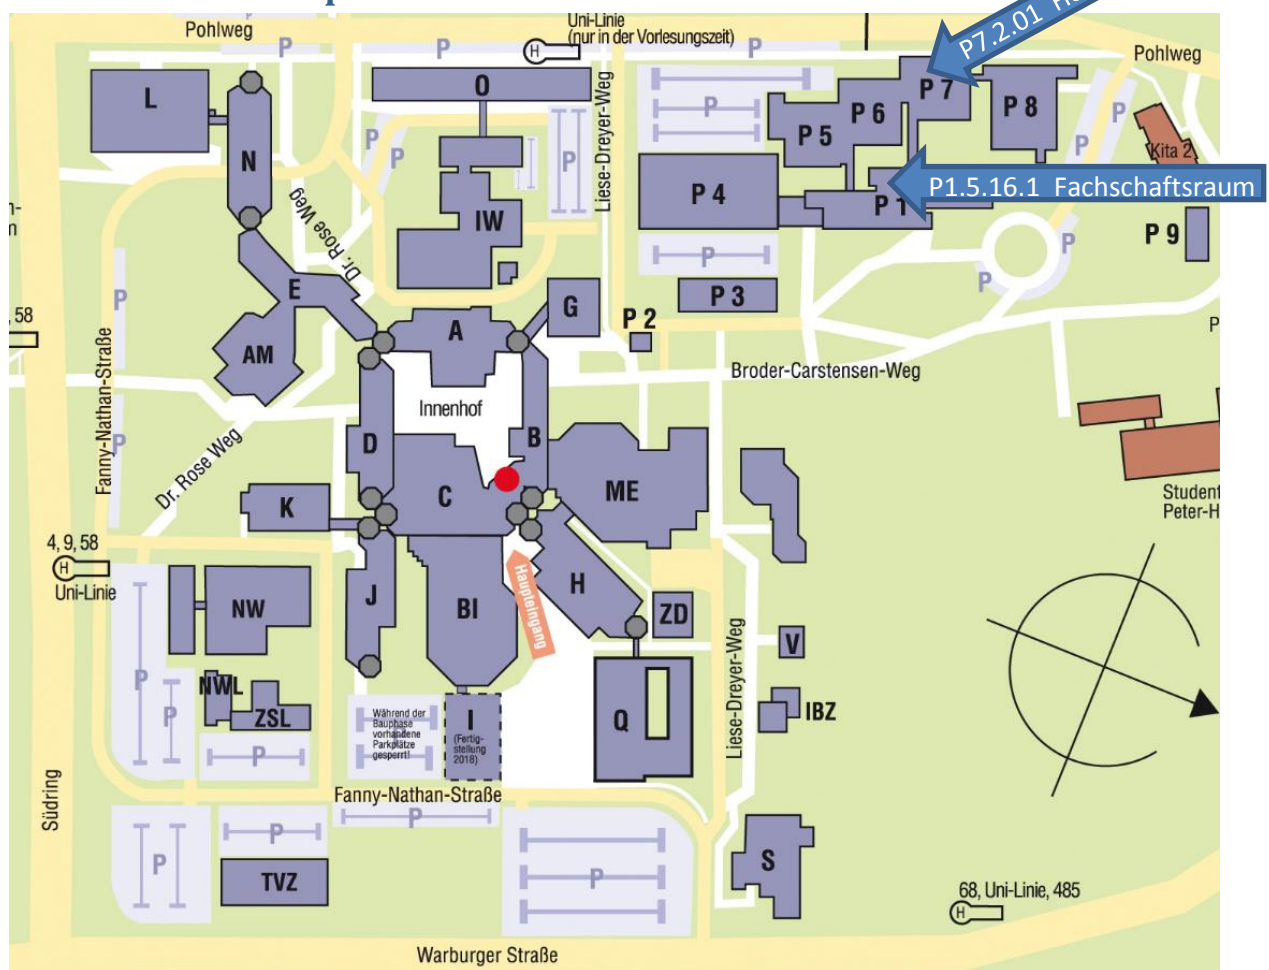 Pohlweg
Uni-Linie
(nur in der Vorlesungszeit)
H
P7.2.01
Pohlweg
P
P
P
L
O
P
P 7
P 6
P 8
P 5
P
P
P
P
P
N
Liese-Dreyer-Weg
Kita 2
P 4
P1.5.16.1 Fachschaftsraum
P 1
IW
Dr. Rose Weg
P 9
P
P
P
E
P
P 3
G
P 2
A
, 58
AM
Fanny-Nathan-Straße
Broder-Carstensen-Weg
P
Innenhof
D
B
P
Dr. Rose Weg
C
ME
K
Student
Peter-H
4, 9, 58
H
Uni-Linie
Haupteingang
H
J
BI
NW
ZD
V
Liese-Dreyer-Weg
P
NWL
ZSL
P
P
I
(Fertig-
stellung
2018)
Während der
Bauphase
vorhandene
Parkplätze
gesperrt!
P
Q
IBZ
Südring
Fanny-Nathan-Straße
P
P
P
P
TVZ
S
68, Uni-Linie, 485
H
Warburger Straße